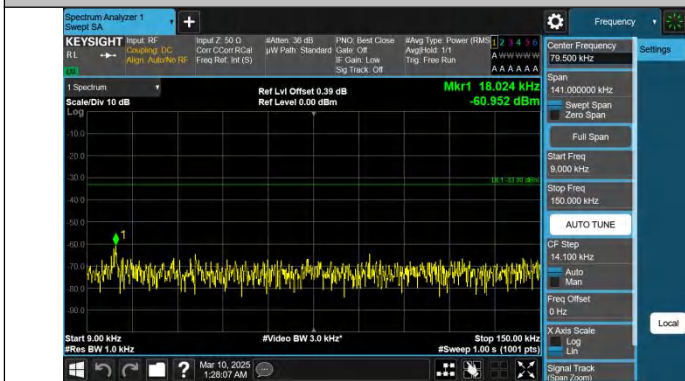 Spectrum Analyzer 1
Swept SA
Frequency
KEYSIGHT Input: RF
RL Coupling: DC
Align: Auto/No RF
Input Z: 50 Ω
Corr CCorr RCal
Freq Ref: Int (S)
#Atten: 36 dB
µW Path: Standard
PNO: Best Close
Gate: Off
IF Gain: Low
Sig Track: Off
#Avg Type: Power (RMS
Avg|Hold: 1/1
Trig: Free Run
1 2 3 4 5 6
A W W W W W
A A A A A A
1 Spectrum
Scale/Div 10 dB
Ref Lvl Offset 0.39 dB
Ref Level 0.00 dBm
Mkr1 18.024 kHz
-60.952 dBm
Log
-10.0
-20.0
-30.0
DL1 -33.00 dBm
-40.0
-50.0
1
-60.0
-70.0
-80.0
-90.0
Start 9.00 kHz
#Res BW 1.0 kHz
#Video BW 3.0 kHz*
Stop 150.00 kHz
#Sweep 1.00 s (1001 pts)
Mar 10, 2025
1:28:07 AM
Center Frequency
79.500 kHz
Settings
Span
141.000000 kHz
Swept Span
Zero Span
Full Span
Start Freq
9.000 kHz
Stop Freq
150.000 kHz
AUTO TUNE
CF Step
14.100 kHz
Auto
Man
Freq Offset
0 Hz
X Axis Scale
Log
Lin
Local
Signal Track
(Span Zoom)